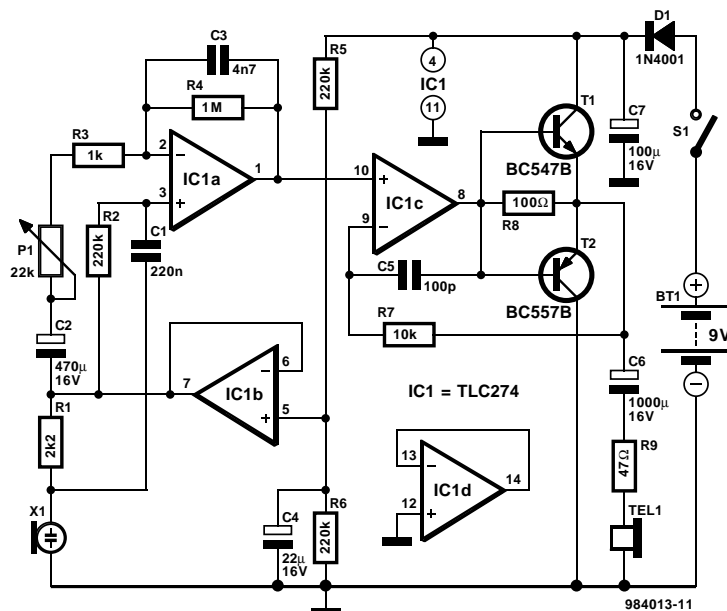 C3
4n7
R4
1M
R3
1k
2
3
1
IC1a
P1
22k
R2
220k
C1
220n
C2
470µ
16V
R1
2k2
X1
7
IC1b
6
5
C4
22µ
16V
R5
220k
R6
220k
4
IC1
11
10
9
8
IC1c
C5
100p
R7
10k
100Ω
R8
T1
BC547B
T2
BC557B
IC1 = TLC274
13
12
14
IC1d
D1
1N4001
C7
100µ
16V
S1
BT1
9V
C6
1000µ
16V
R9
47Ω
TEL1
984013-11